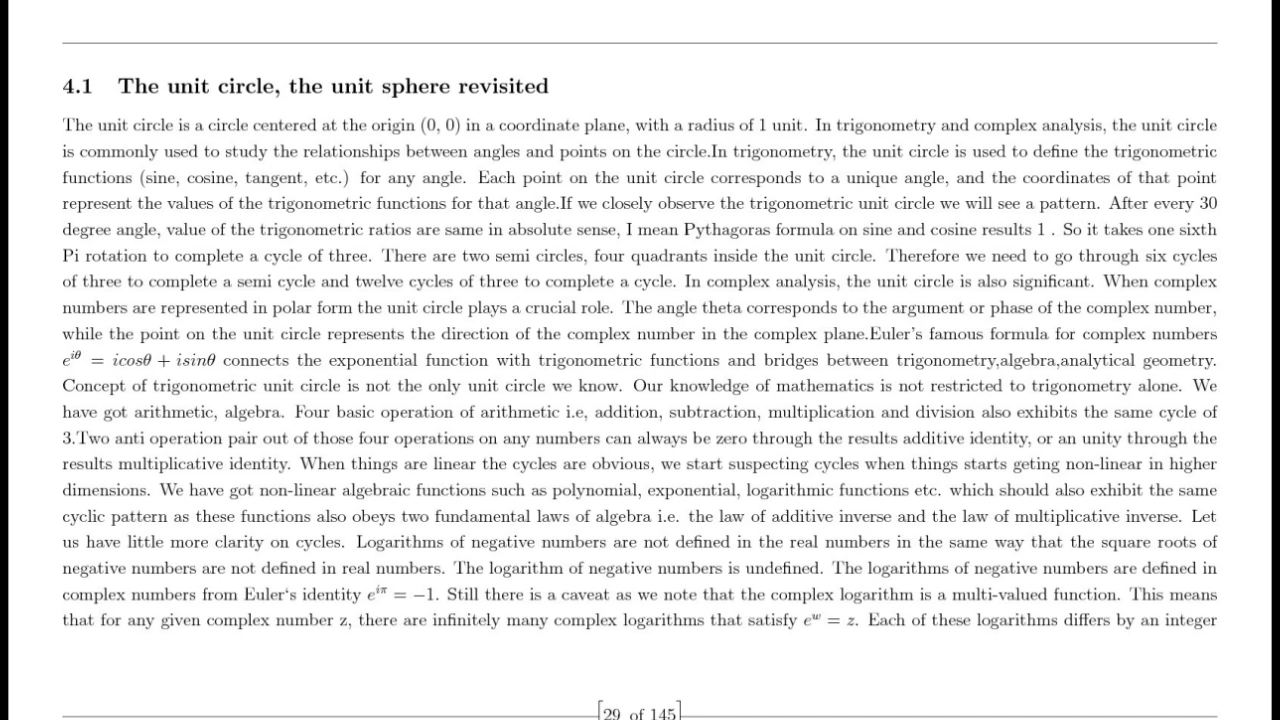 4.1 The unit circle, the unit sphere revisited
The unit circle is a circle centered at the origin (0, 0) in a coordinate plane, with a radius of 1 unit. In trigonometry and complex analysis, the unit circle
is commonly used to study the relationships between angles and points on the circle.In trigonometry, the unit circle is used to define the trigonometric
functions (sine, cosine, tangent, etc.) for any angle. Each point on the unit circle corresponds to a unique angle, and the coordinates of that point
represent the values of the trigonometric functions for that angle.If we closely observe the trigonometric unit circle we will see a pattern. After every 30
degree angle, value of the trigonometric ratios are same in absolute sense, I mean Pythagoras formula on sine and cosine results 1 . So it takes one sixth
Pi rotation to complete a cycle of three. There are two semi circles, four quadrants inside the unit circle. Therefore we need to go through six cycles
of three to complete a semi cycle and twelve cycles of three to complete a cycle. In complex analysis, the unit circle is also significant. When complex
numbers are represented in polar form the unit circle plays a crucial role. The angle theta corresponds to the argument or phase of the complex number,
while the point on the unit circle represents the direction of the complex number in the complex plane.Euler's famous formula for complex numbers
e^{iθ} = icosθ + isinθ connects the exponential function with trigonometric functions and bridges between trigonometry,algebra,analytical geometry.
Concept of trigonometric unit circle is not the only unit circle we know. Our knowledge of mathematics is not restricted to trigonometry alone. We
have got arithmetic, algebra. Four basic operation of arithmetic i.e, addition, subtraction, multiplication and division also exhibits the same cycle of
3.Two anti operation pair out of those four operations on any numbers can always be zero through the results additive identity, or an unity through the
results multiplicative identity. When things are linear the cycles are obvious, we start suspecting cycles when things starts geting non-linear in higher
dimensions. We have got non-linear algebraic functions such as polynomial, exponential, logarithmic functions etc. which should also exhibit the same
cyclic pattern as these functions also obeys two fundamental laws of algebra i.e. the law of additive inverse and the law of multiplicative inverse. Let
us have little more clarity on cycles. Logarithms of negative numbers are not defined in the real numbers in the same way that the square roots of
negative numbers are not defined in real numbers. The logarithm of negative numbers is undefined. The logarithms of negative numbers are defined in
complex numbers from Euler‘s identity e^{iπ} = −1. Still there is a caveat as we note that the complex logarithm is a multi-valued function. This means
that for any given complex number z, there are infinitely many complex logarithms that satisfy e^w = z. Each of these logarithms differs by an integer
[29 of 145]